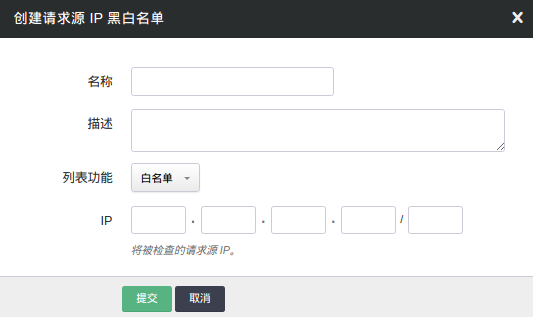 创建请求源 IP 黑白名单
名称
描述
列表功能 白名单
IP . . . /
将被检查的请求源 IP。
提交 取消